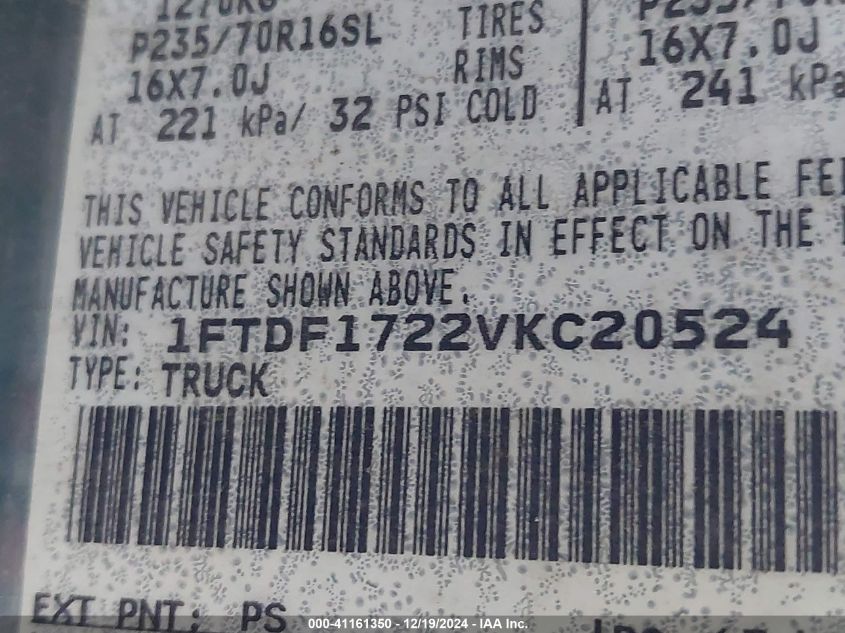 1270KG
P235/70R16SL TIRES
16X7.0J RIMS 16X7.0J
AT 221 kPa/ 32 PSI COLD AT 241 kPa
THIS VEHICLE CONFORMS TO ALL APPLICABLE
VEHICLE SAFETY STANDARDS IN EFFECT ON THE
MANUFACTURE SHOWN ABOVE.
VIN: 1FTDF1722VKC20524
TYPE: TRUCK
EXT PNT: PS
000-41161350 - 12/19/2024 - IAA Inc.